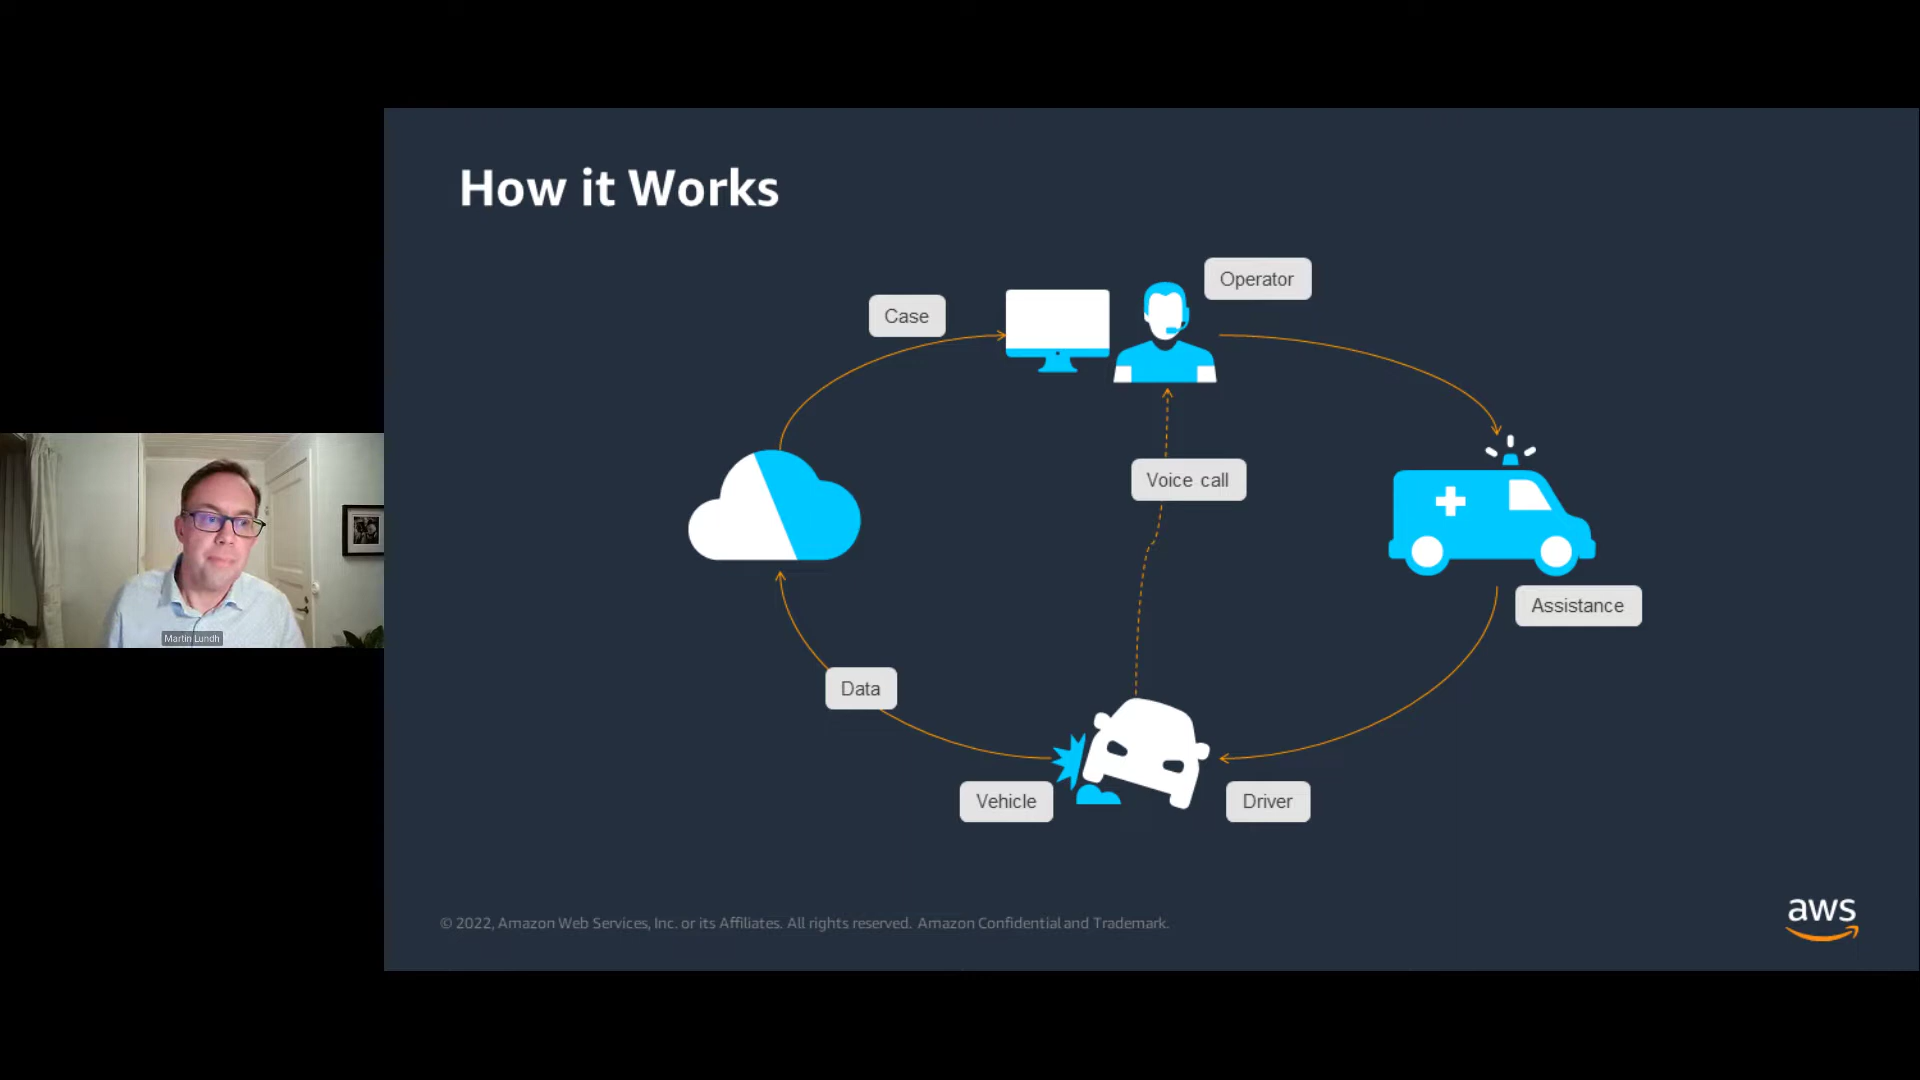 How it Works
Operator
Case
Voice call
Assistance
Data
Vehicle
Driver
Martin Lundh
© 2022, Amazon Web Services, Inc. or its Affiliates. All rights reserved. Amazon Confidential and Trademark.
aws